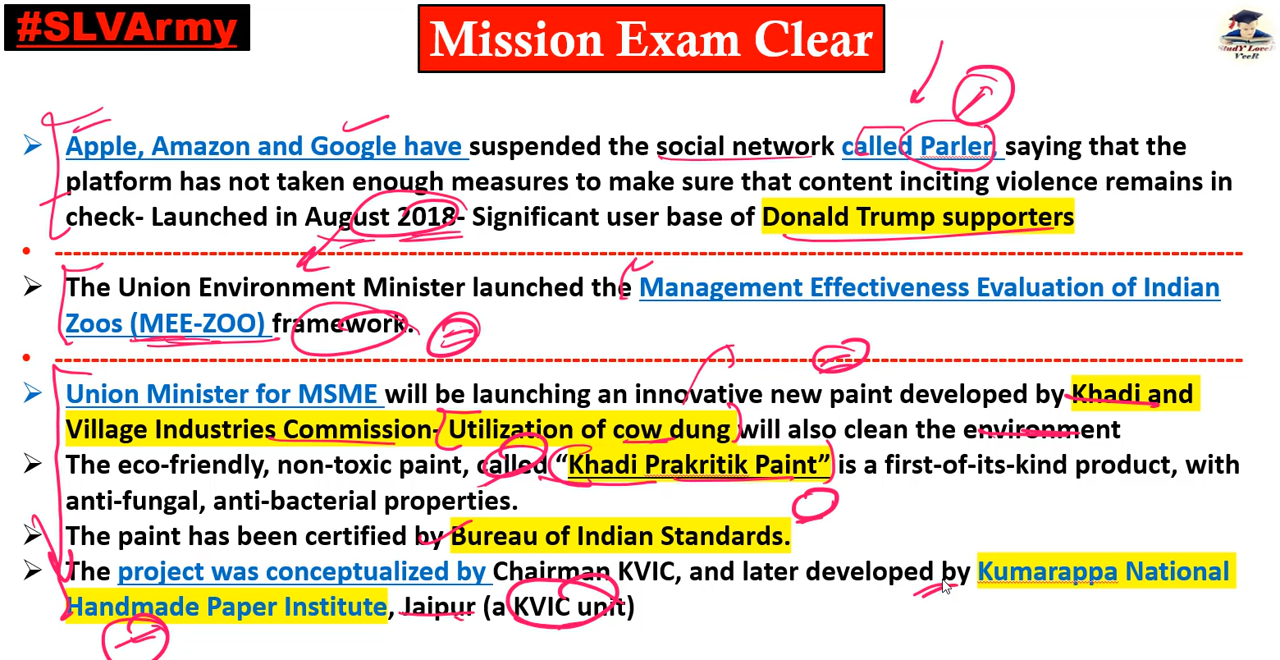 #SLVArmy
Mission Exam Clear
StudY LoveR
VeeR
Apple, Amazon and Google have suspended the social network called Parler, saying that the
platform has not taken enough measures to make sure that content inciting violence remains in
check- Launched in August 2018- Significant user base of Donald Trump supporters
The Union Environment Minister launched the Management Effectiveness Evaluation of Indian
Zoos (MEE-ZOO) framework.
Union Minister for MSME will be launching an innovative new paint developed by Khadi and
Village Industries Commission- Utilization of cow dung will also clean the environment
The eco-friendly, non-toxic paint, called “Khadi Prakritik Paint” is a first-of-its-kind product, with
anti-fungal, anti-bacterial properties.
The paint has been certified by Bureau of Indian Standards.
The project was conceptualized by Chairman KVIC, and later developed by Kumarappa National
Handmade Paper Institute, Jaipur (a KVIC unit)